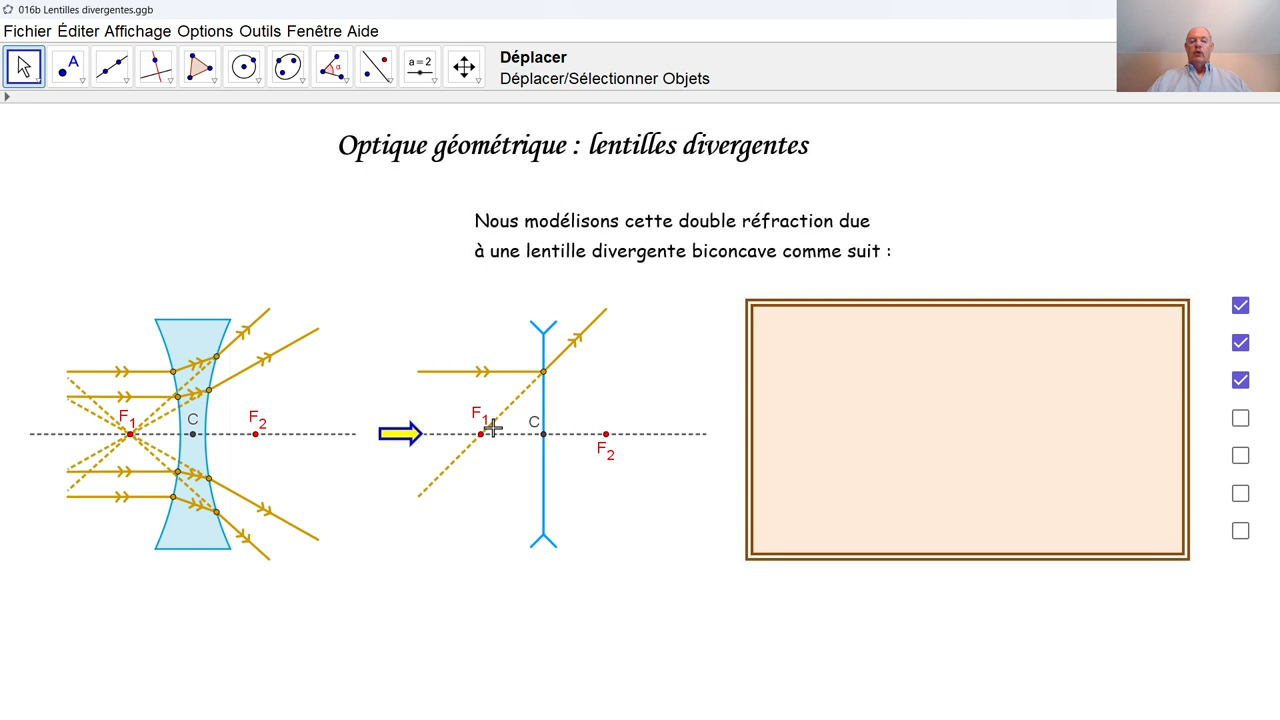 016b Lentilles divergentes.ggb
Fichier Éditer Affichage Options Outils Fenêtre Aide
A
α
a=2
Déplacer
Déplacer/Sélectionner Objets
Optique géométrique : lentilles divergentes
Nous modélisons cette double réfraction due
à une lentille divergente biconcave comme suit :
F1
C
F2
F1
C
F2